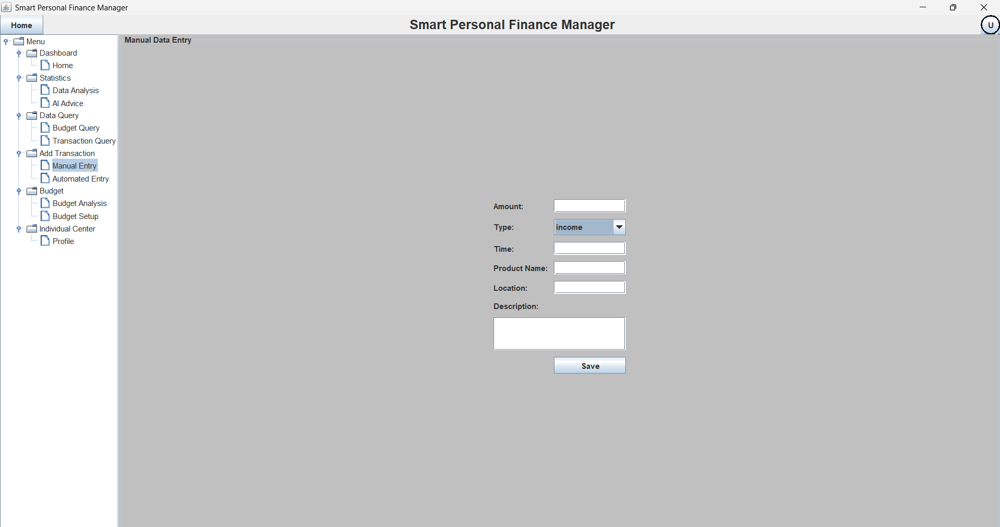 Smart Personal Finance Manager
Home
Smart Personal Finance Manager
U
Menu
Dashboard
Home
Statistics
Data Analysis
AI Advice
Data Query
Budget Query
Transaction Query
Add Transaction
Manual Entry
Automated Entry
Budget
Budget Analysis
Budget Setup
Individual Center
Profile
Manual Data Entry
Amount:
Type: income
Time:
Product Name:
Location:
Description:
Save